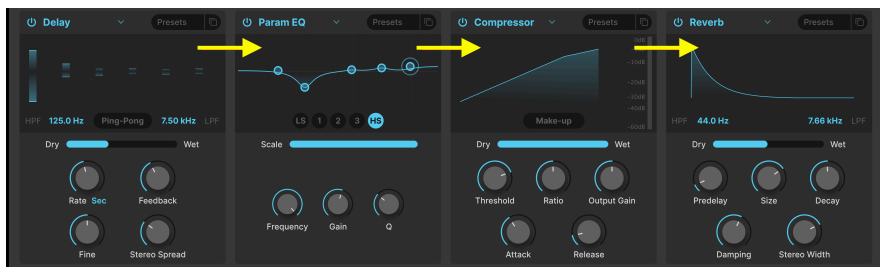 Delay
Presets
Param EQ
Presets
Compressor
Presets
Reverb
Presets
HPF 125.0 Hz Ping-Pong 7.50 kHz LPF
LS 1 2 3 HS
0dB
-10dB
-20dB
-40dB
-60dB
Make-up
HPF 44.0 Hz 7.66 kHz LPF
Dry Wet
Rate Sec Feedback
Fine Stereo Spread
Scale
Frequency Gain Q
Dry Wet
Threshold Ratio Output Gain
Attack Release
Dry Wet
Predelay Size Decay
Damping Stereo Width